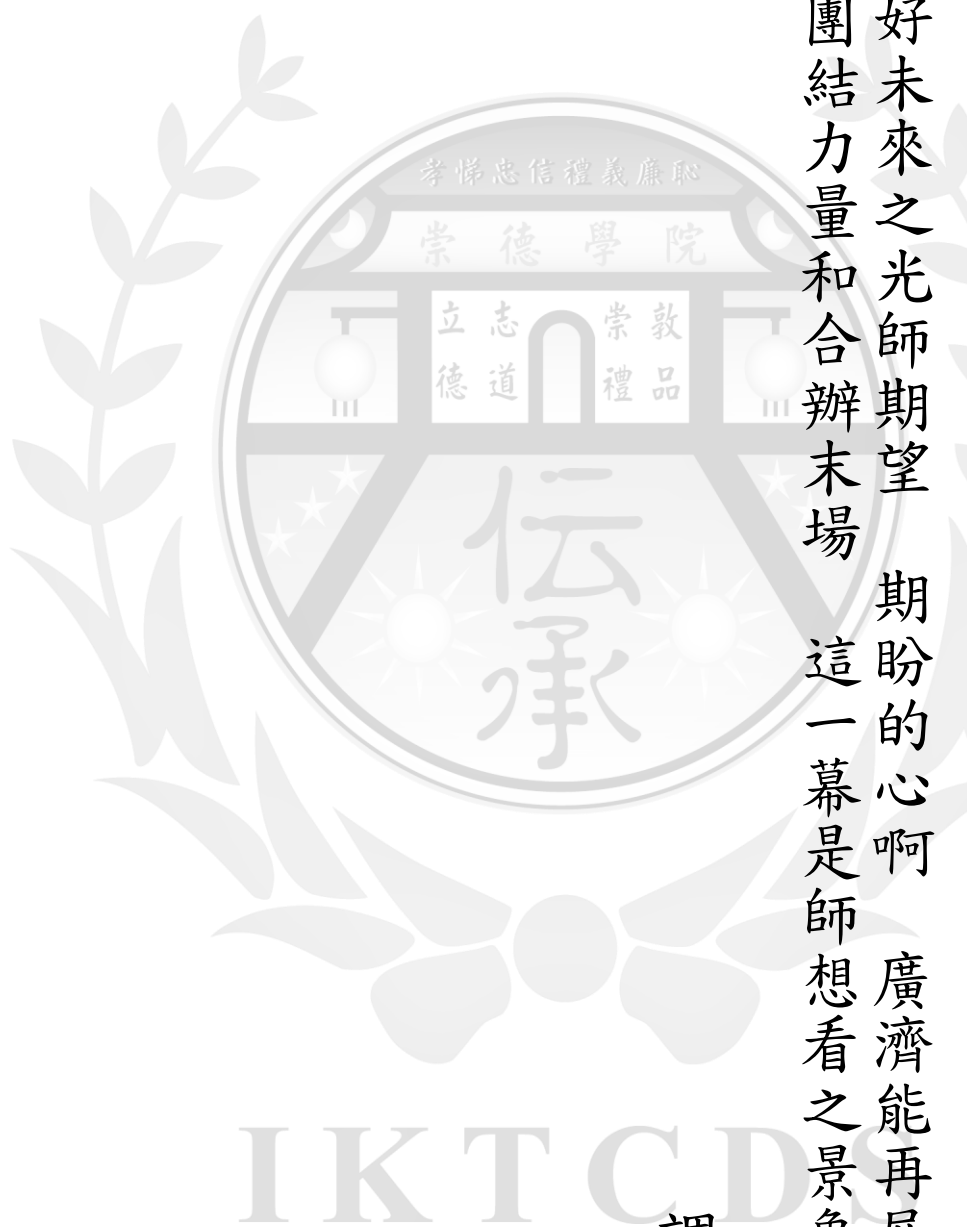 好未來之光師期望　期盼的心啊　廣濟能再
團結力量和合辦末場　這一幕是師想看之景
孝悌忠信禮義廉恥
崇德學院
立志 崇敦
德道 禮品
伝承
IKTCDS